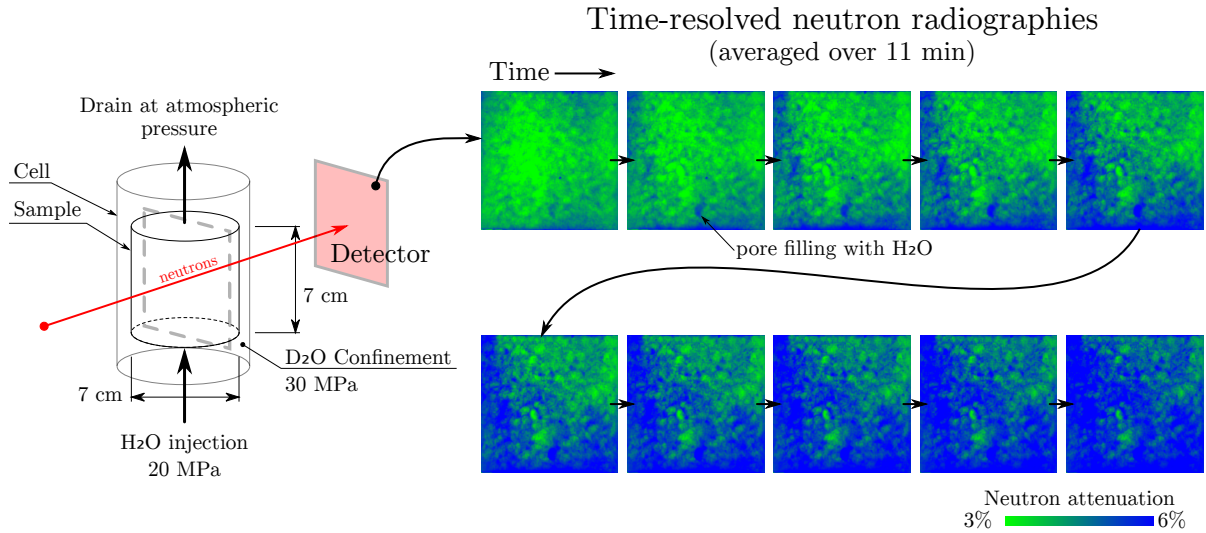 Time-resolved neutron radiographies
(averaged over 11 min)
Time
Drain at atmospheric
pressure
Cell
Sample
neutrons
Detector
7 cm
pore filling with H2O
D2O Confinement
30 MPa
7 cm
H2O injection
20 MPa
Neutron attenuation
3%
6%